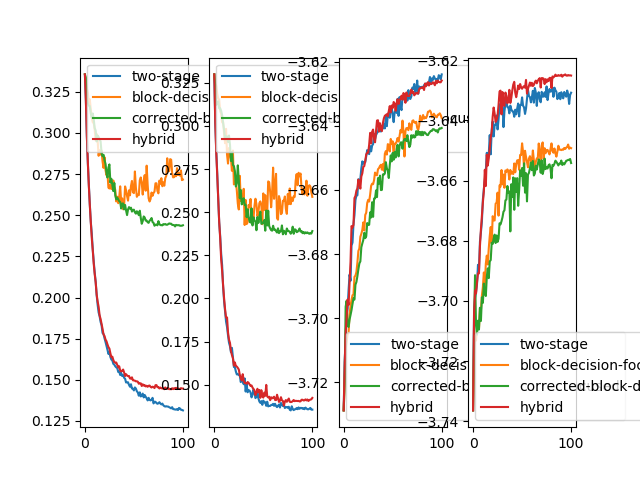 0.325
0.300
0.275
0.250
0.225
0.200
0.175
0.150
0.125
0
100
two-stage
block-decis
corrected-b
hybrid
0.325
0.300
0.275
0.250
0.225
0.200
0.175
0.150
0
100
two-stage
block-decis
corrected-b
hybrid
−3.62
−3.64
−3.66
−3.68
−3.70
−3.72
0
100
two-stage
block-decis
corrected-b
hybrid
−3.62
−3.64
−3.66
−3.68
−3.70
−3.72
−3.74
0
100
two-stage
block-decision-foc
corrected-block-d
hybrid